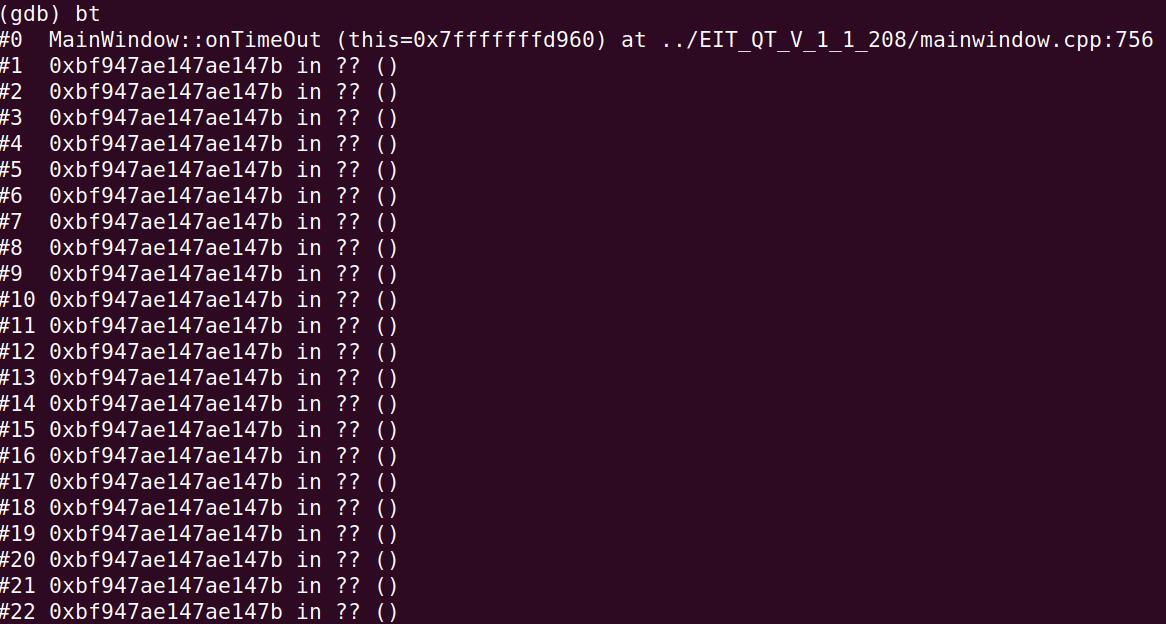 (gdb) bt
#0  MainWindow::onTimeOut (this=0x7fffffffd960) at ../EIT_QT_V_1_1_208/mainwindow.cpp:756
#1  0xbf947ae147ae147b in ?? ()
#2  0xbf947ae147ae147b in ?? ()
#3  0xbf947ae147ae147b in ?? ()
#4  0xbf947ae147ae147b in ?? ()
#5  0xbf947ae147ae147b in ?? ()
#6  0xbf947ae147ae147b in ?? ()
#7  0xbf947ae147ae147b in ?? ()
#8  0xbf947ae147ae147b in ?? ()
#9  0xbf947ae147ae147b in ?? ()
#10 0xbf947ae147ae147b in ?? ()
#11 0xbf947ae147ae147b in ?? ()
#12 0xbf947ae147ae147b in ?? ()
#13 0xbf947ae147ae147b in ?? ()
#14 0xbf947ae147ae147b in ?? ()
#15 0xbf947ae147ae147b in ?? ()
#16 0xbf947ae147ae147b in ?? ()
#17 0xbf947ae147ae147b in ?? ()
#18 0xbf947ae147ae147b in ?? ()
#19 0xbf947ae147ae147b in ?? ()
#20 0xbf947ae147ae147b in ?? ()
#21 0xbf947ae147ae147b in ?? ()
#22 0xbf947ae147ae147b in ?? ()